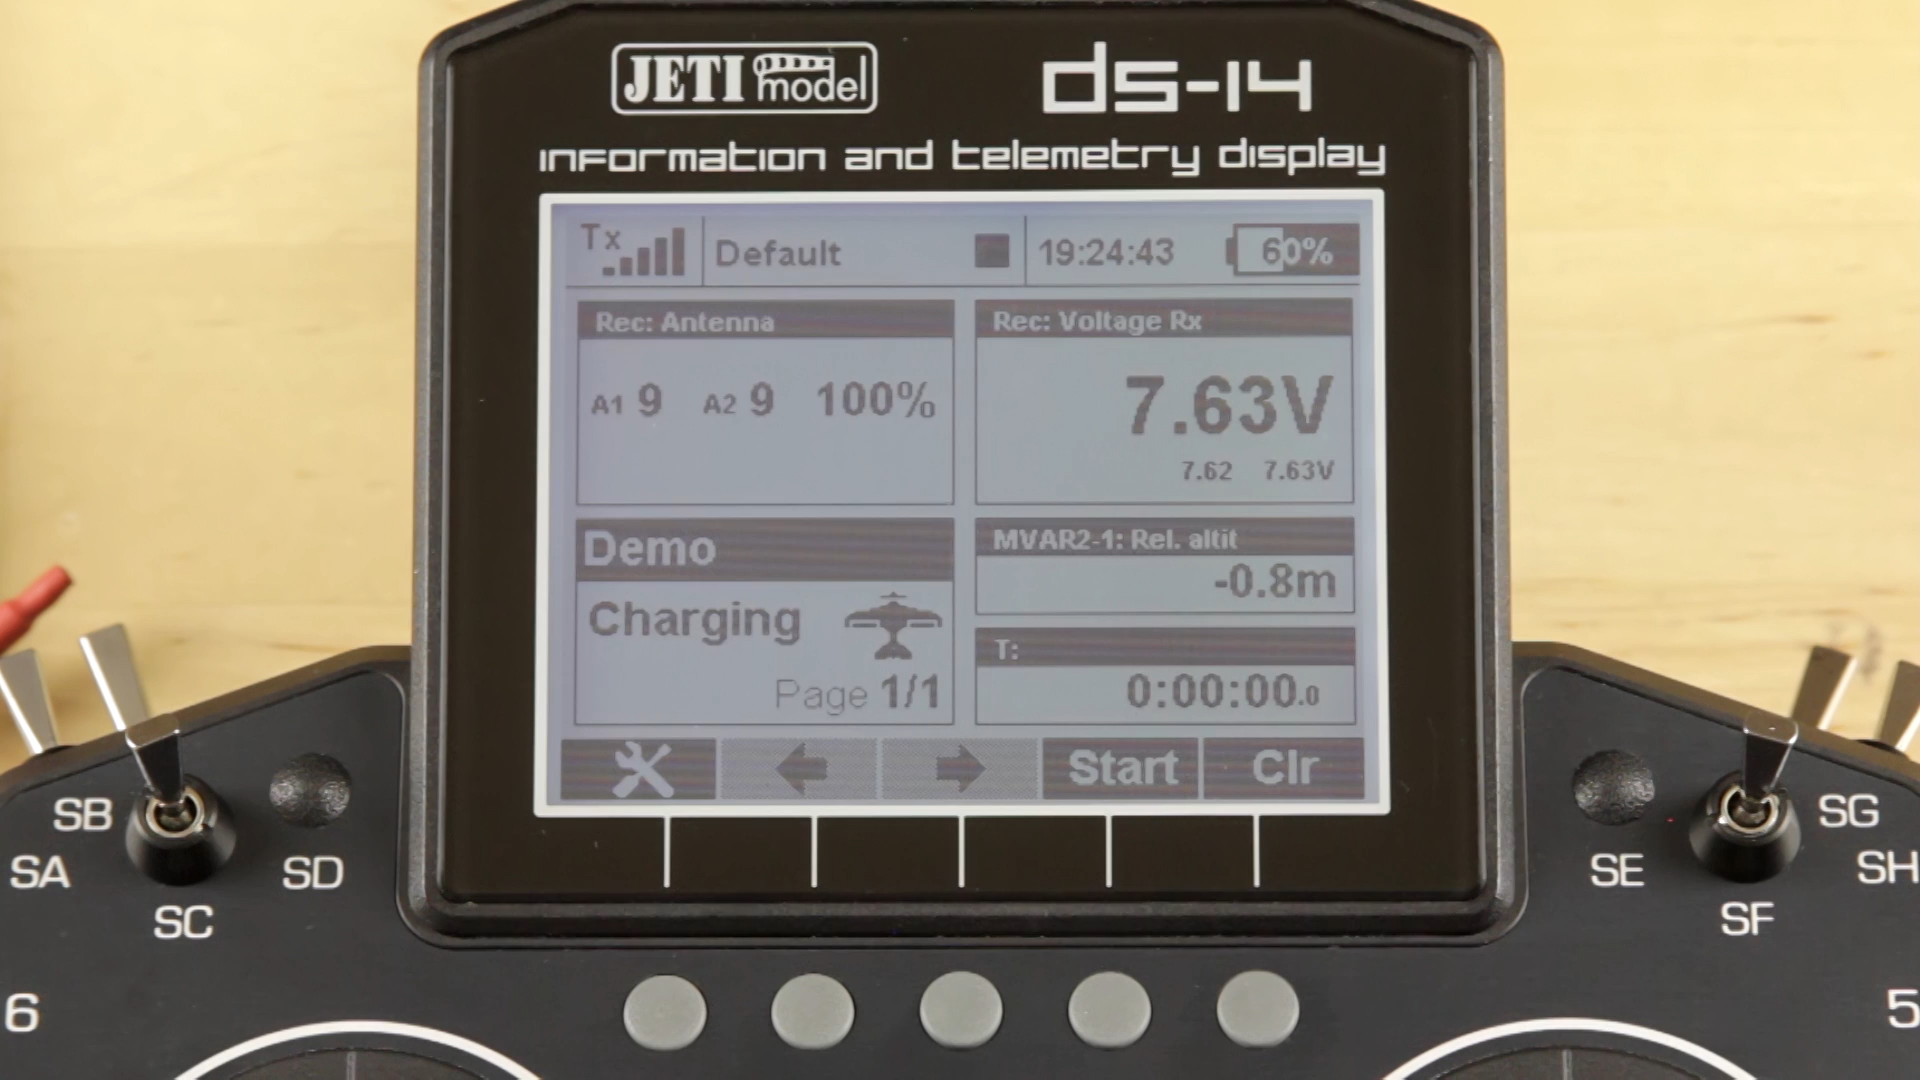 JETI model
ds-14
information and telemetry display
Tx
Default
19:24:43
60%
Rec: Antenna
A1 9 A2 9 100%
Rec: Voltage Rx
7.63V
7.62 7.63V
Demo
Charging
Page 1/1
MVAR2-1: Rel. altit
-0.8m
T:
0:00:00.0
Start
Clr
SB
SA
SC
SD
SE
SF
SG
SH
6
5